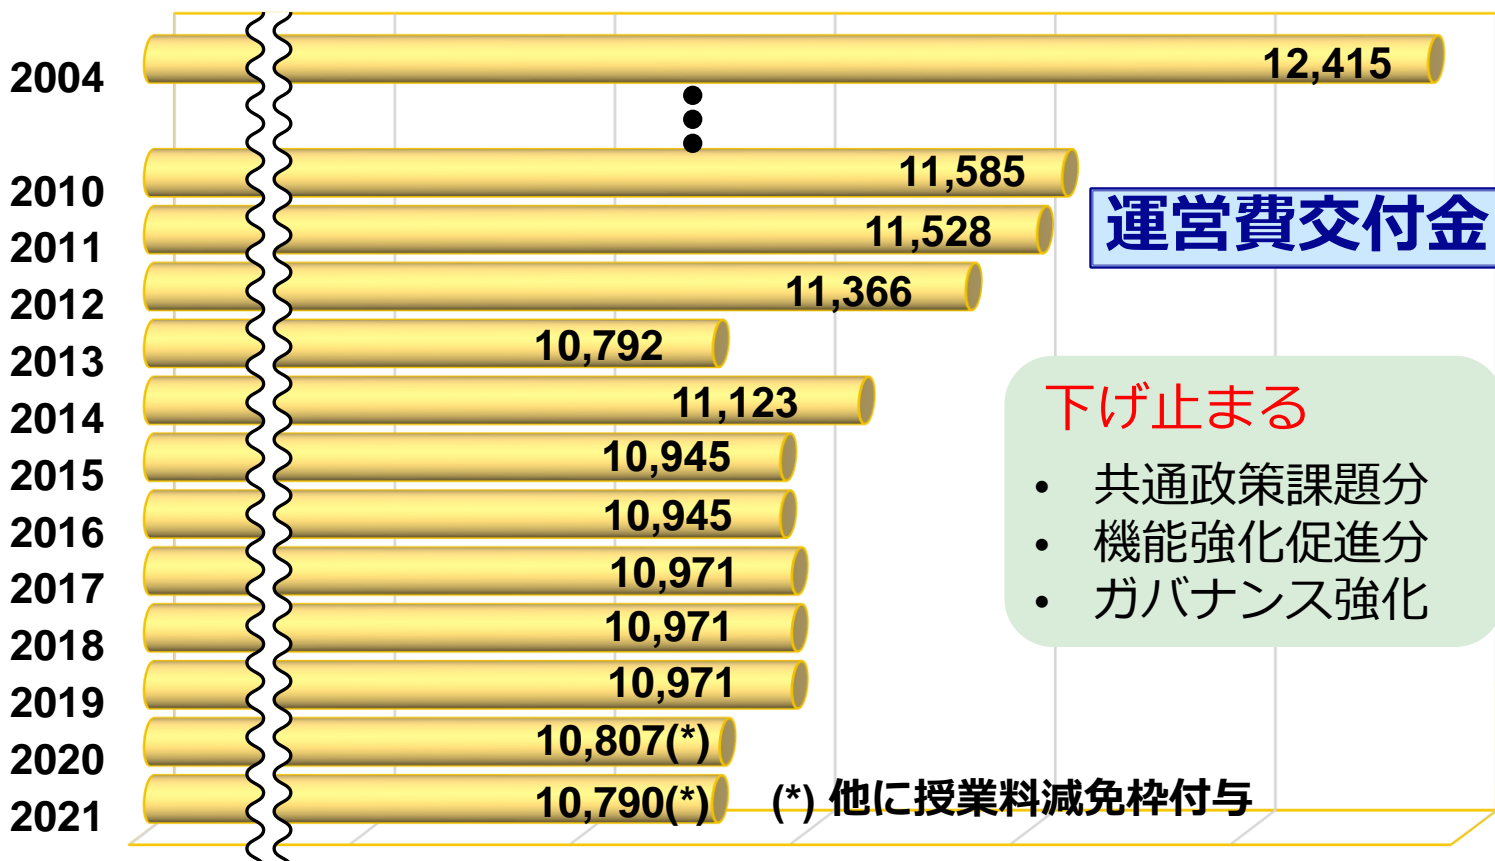 2004 12,415
2010 11,585
2011 11,528
2012 11,366
2013 10,792
2014 11,123
2015 10,945
2016 10,945
2017 10,971
2018 10,971
2019 10,971
2020 10,807(*)
2021 10,790(*)
(*) 他に授業料減免枠付与
運営費交付金
下げ止まる
• 共通政策課題分
• 機能強化促進分
• ガバナンス強化